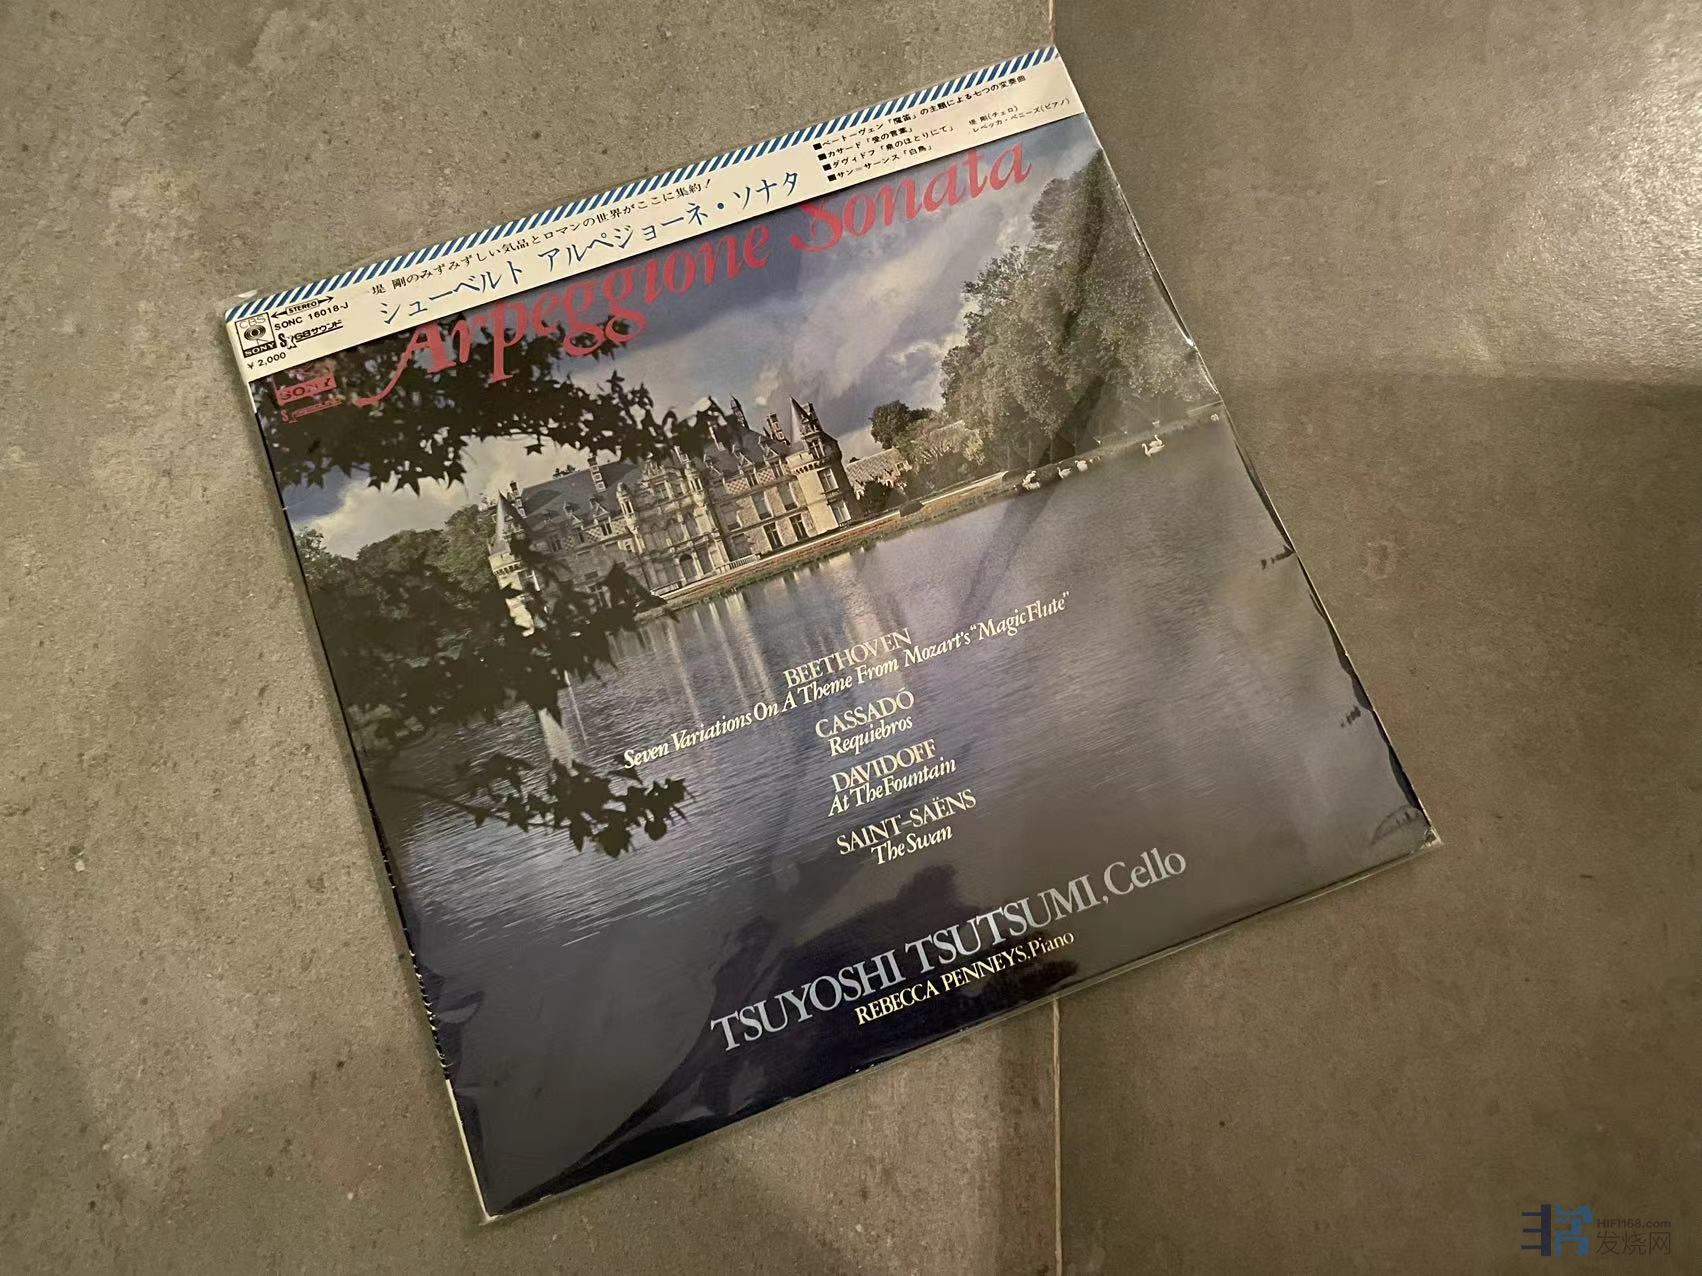 堤 剛のみずみずしい気品とロマンの世界がここに集約!
シューベルト アルペジョーネ・ソナタ
■ベートーヴェン「魔笛」の主題による七つの変奏曲
■カサード「愛の言葉」
■ダヴィドフ「泉のほとりにて」
■サン=サーンス「白鳥」
堤 剛(チェロ)
レベッカ・ペニーズ(ピアノ)
CBS
SONY
STEREO
SONC 16018-J
サウンド
¥2,000
Arpeggione Sonata
SONY
BEETHOVEN
Seven Variations On A Theme From Mozart's "Magic Flute"
CASSADÓ
Requiebros
DAVIDOFF
At The Fountain
SAINT-SAËNS
The Swan
TSUYOSHI TSUTSUMI, Cello
REBECCA PENNEYS, Piano
HIFI168.com
发烧网